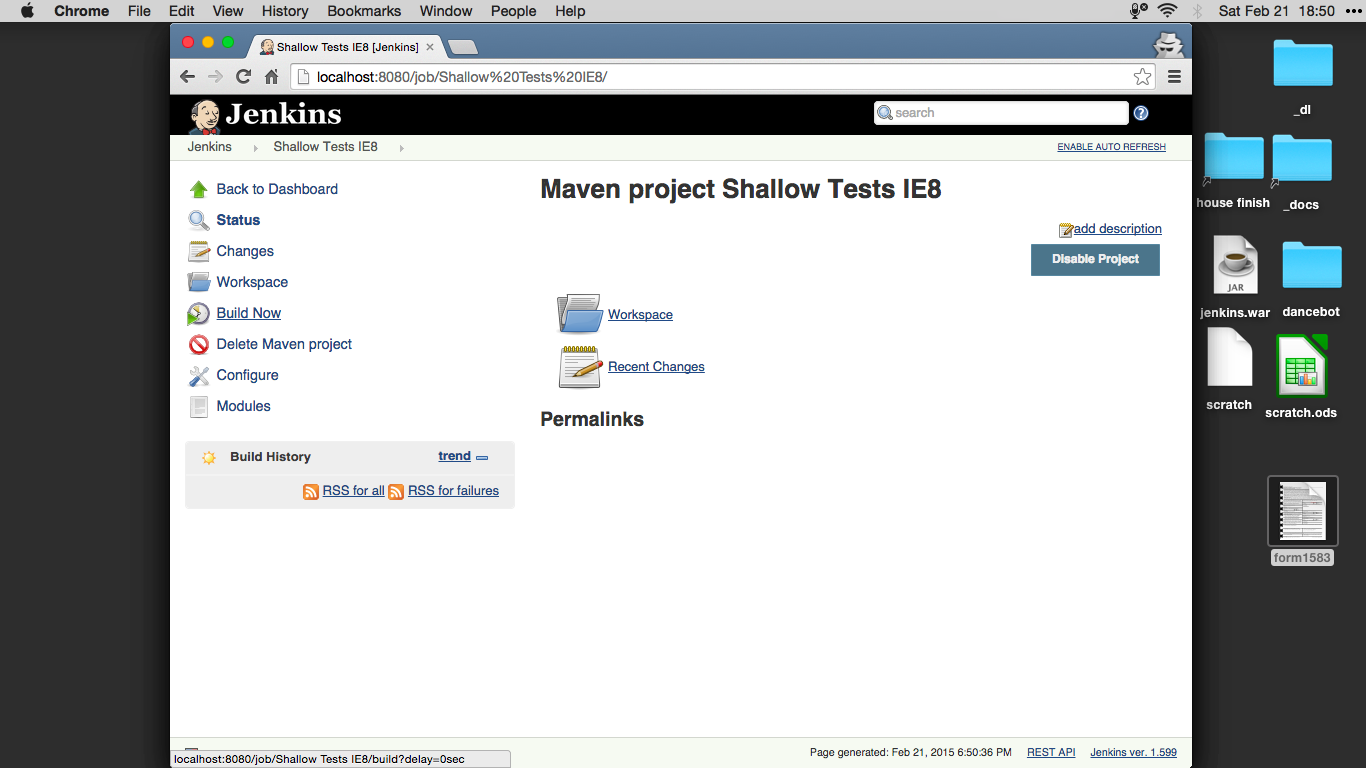 Chrome File Edit View History Bookmarks Window People Help Sat Feb 21 18:50
Shallow Tests IE8 [Jenkins]
localhost:8080/job/Shallow%20Tests%20IE8/
Jenkins
search
Jenkins Shallow Tests IE8 ENABLE AUTO REFRESH
Back to Dashboard
Status
Changes
Workspace
Build Now
Delete Maven project
Configure
Modules
Build History trend
RSS for all RSS for failures
Maven project Shallow Tests IE8
add description
Disable Project
Workspace
Recent Changes
Permalinks
Page generated: Feb 21, 2015 6:50:36 PM REST API Jenkins ver. 1.599
localhost:8080/job/Shallow Tests IE8/build?delay=0sec
_dl
house finish _docs
JAR
jenkins.war dancebot
scratch scratch.ods
form1583